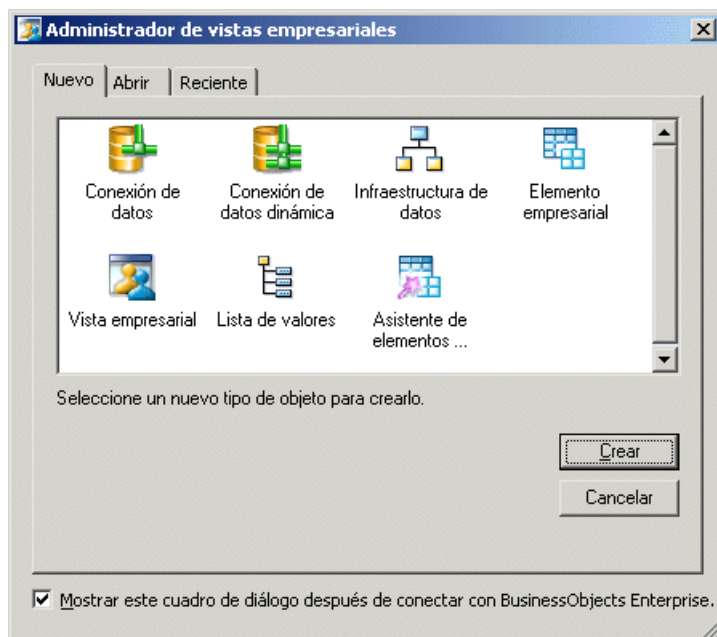 Administrador de vistas empresariales
Nuevo
Abrir
Reciente
Conexión de
datos
Conexión de
datos dinámica
Infraestructura de
datos
Elemento
empresarial
Vista empresarial
Lista de valores
Asistente de
elementos ...
Seleccione un nuevo tipo de objeto para crearlo.
Crear
Cancelar
Mostrar este cuadro de diálogo después de conectar con BusinessObjects Enterprise.